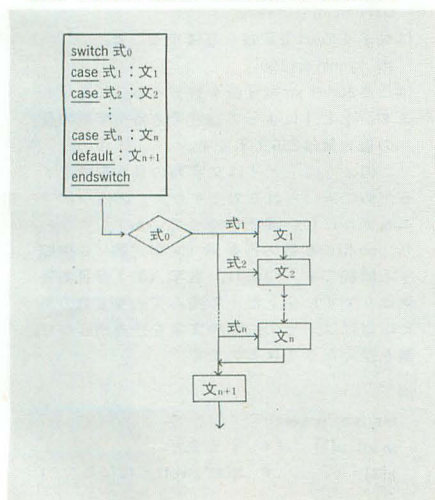 switch 式₀
case 式₁：文₁
case 式₂：文₂
⋮
case 式ₙ：文ₙ
default：文ₙ₊₁
endswitch
式₀
式₁
文₁
式₂
文₂
式ₙ
文ₙ
文ₙ₊₁